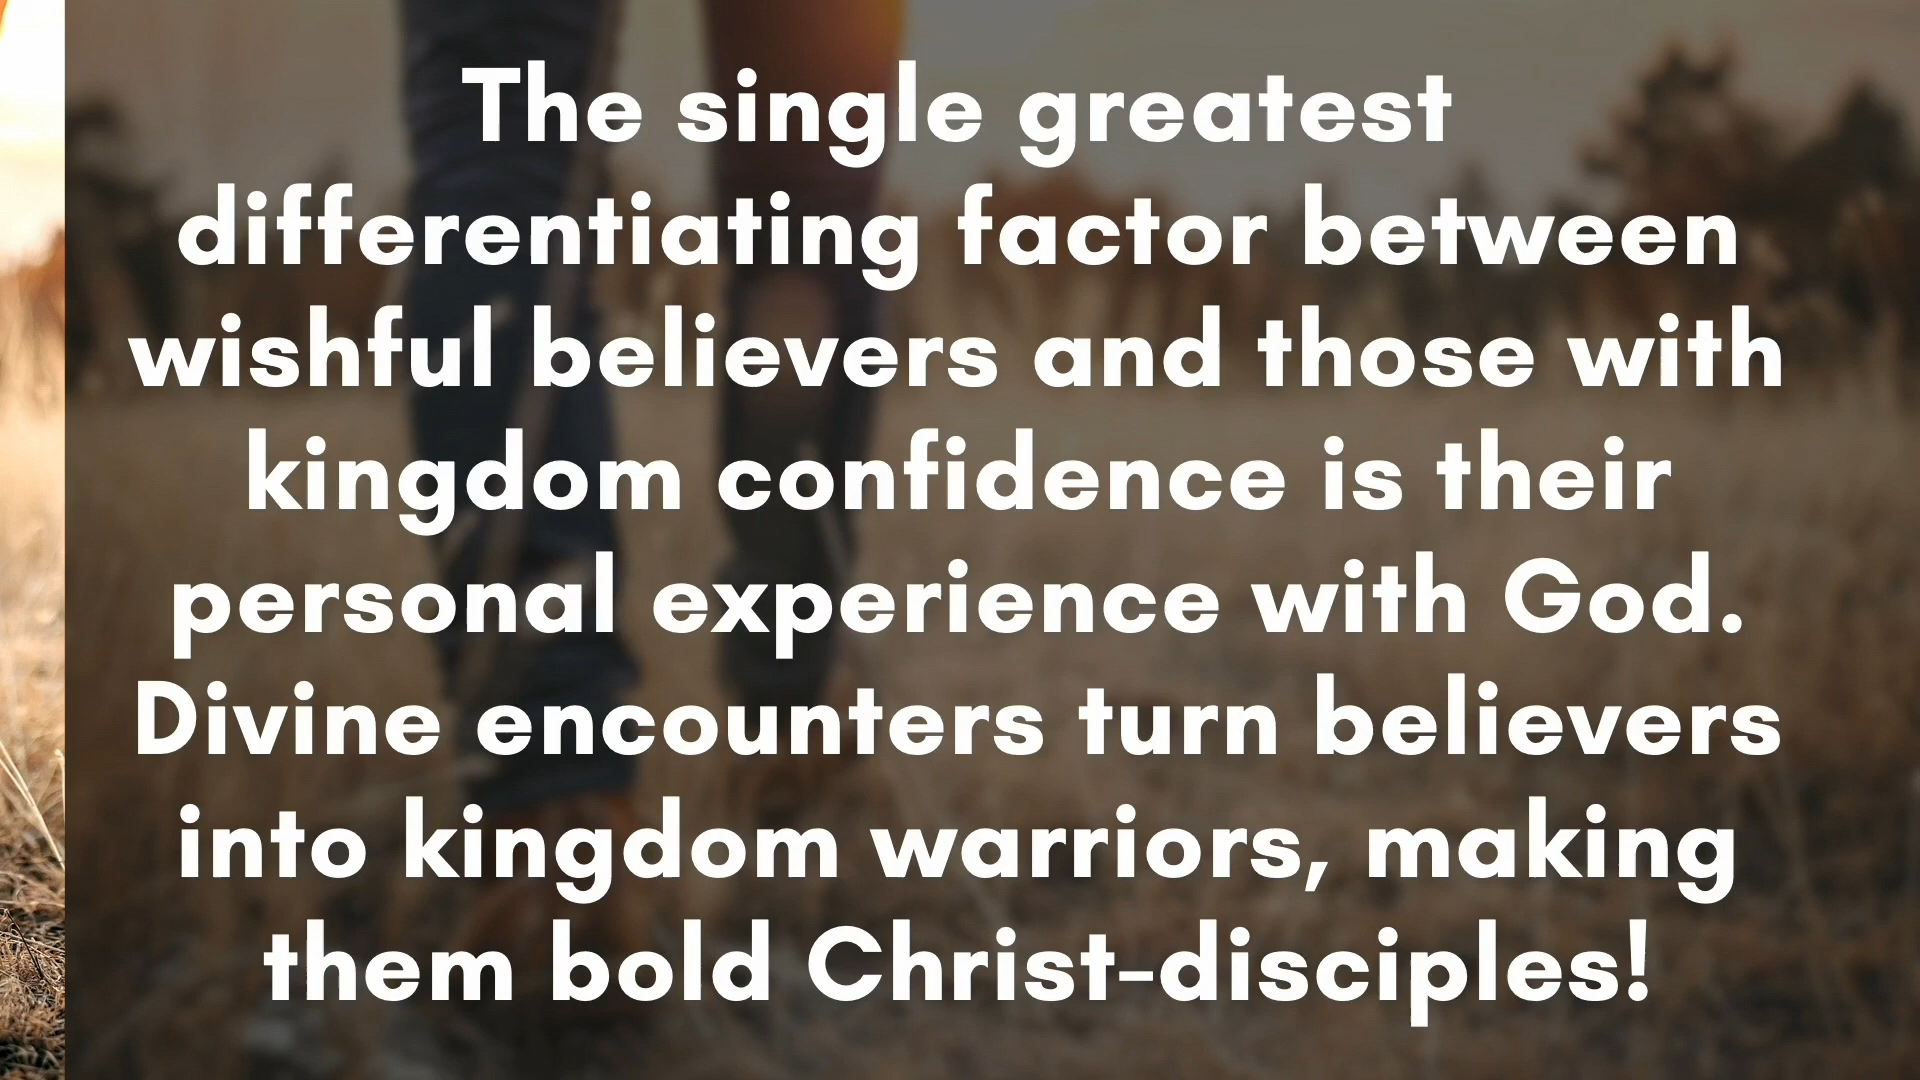 The single greatest
differentiating factor between
wishful believers and those with
kingdom confidence is their
personal experience with God.
Divine encounters turn believers
into kingdom warriors, making
them bold Christ-disciples!